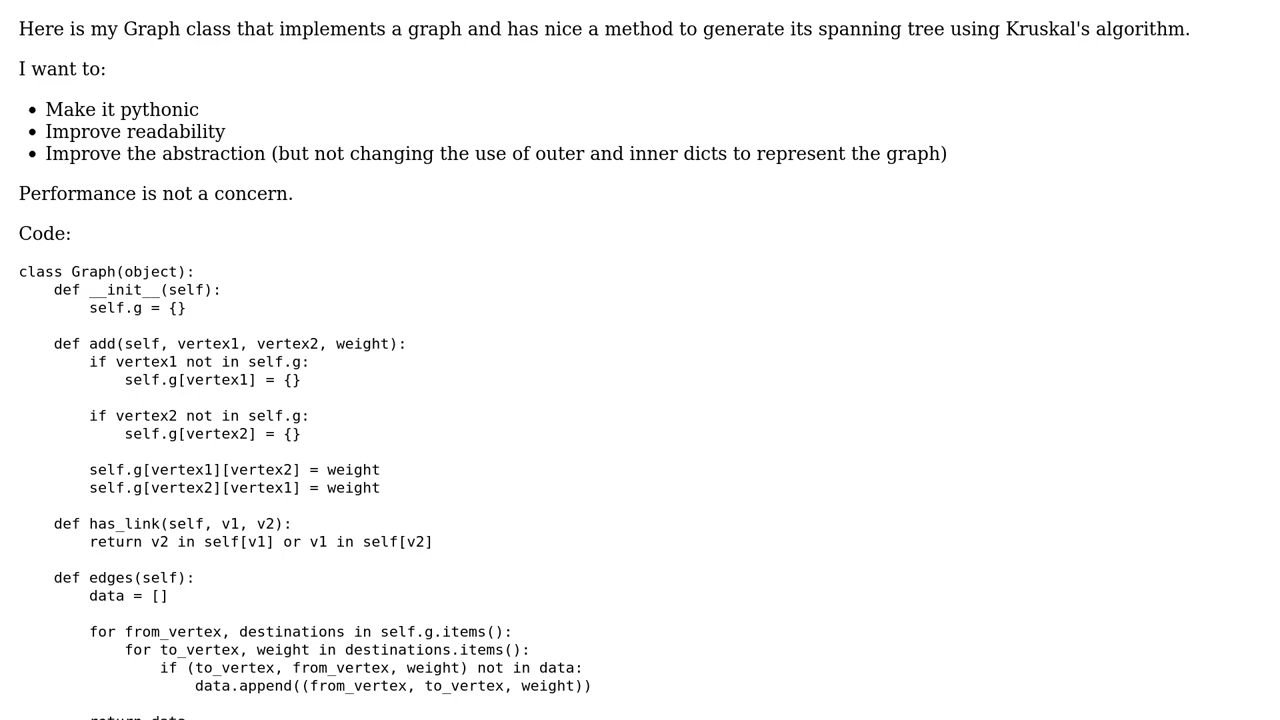 Here is my Graph class that implements a graph and has nice a method to generate its spanning tree using Kruskal's algorithm.
I want to:
• Make it pythonic
• Improve readability
• Improve the abstraction (but not changing the use of outer and inner dicts to represent the graph)
Performance is not a concern.
Code:
class Graph(object):
    def __init__(self):
        self.g = {}
    def add(self, vertex1, vertex2, weight):
        if vertex1 not in self.g:
            self.g[vertex1] = {}
        if vertex2 not in self.g:
            self.g[vertex2] = {}
        self.g[vertex1][vertex2] = weight
        self.g[vertex2][vertex1] = weight
    def has_link(self, v1, v2):
        return v2 in self[v1] or v1 in self[v2]
    def edges(self):
        data = []
        for from_vertex, destinations in self.g.items():
            for to_vertex, weight in destinations.items():
                if (to_vertex, from_vertex, weight) not in data:
                    data.append((from_vertex, to_vertex, weight))
        return data